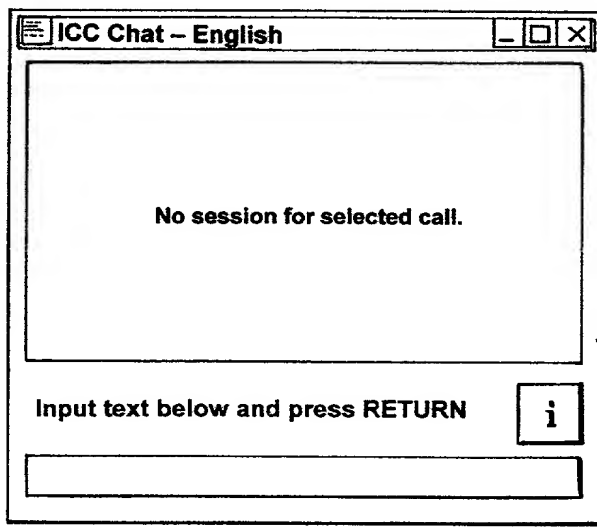 ICC Chat – English
No session for selected call.
Input text below and press RETURN
i